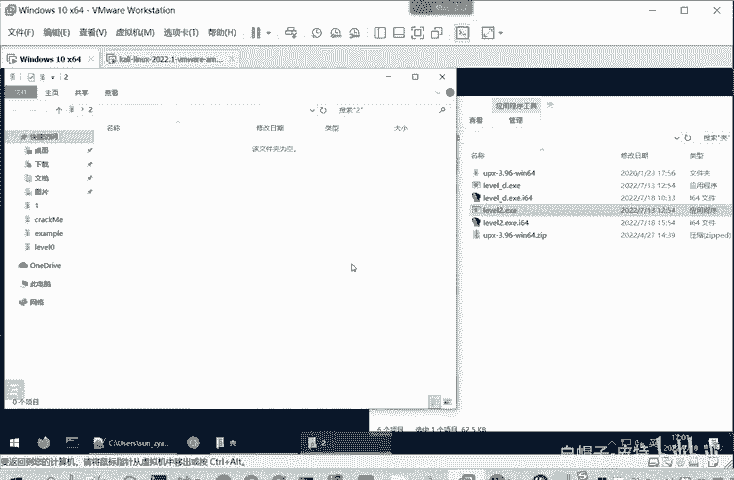 Windows 10 x64 - VMware Workstation
文件(F) 编辑(E) 查看(V) 虚拟机(M) 选项卡(T) 帮助(H)
Windows 10 x64
kali-linux-2022.1-vmware-am...
2
主页 共享 查看
2
搜索"2"
名称 修改日期 类型 大小
该文件夹为空。
快速访问
桌面
下载
文档
图片
1
crackMe
example
level0
OneDrive
此电脑
网络
0 个项目
应用程序工具
查看 管理
名称 修改日期 类型
upx-3.96-win64 2020/1/23 17:56 文件夹
level_d.exe 2022/7/13 12:54 应用程序
level_d.exe.i64 2022/7/18 10:33 I64 文件
level2.exe 2022/7/13 12:54 应用程序
level2.exe.i64 2022/7/18 15:54 I64 文件
upx-3.96-win64.zip 2022/4/27 14:39 压缩(zipped)
6 个项目 选中 1 个项目 62.5 KB
C:\Users\sun_zya...
壳
2
白帽子-皮特
要返回到您的计算机，请将鼠标指针从虚拟机中移出或按 Ctrl+Alt。